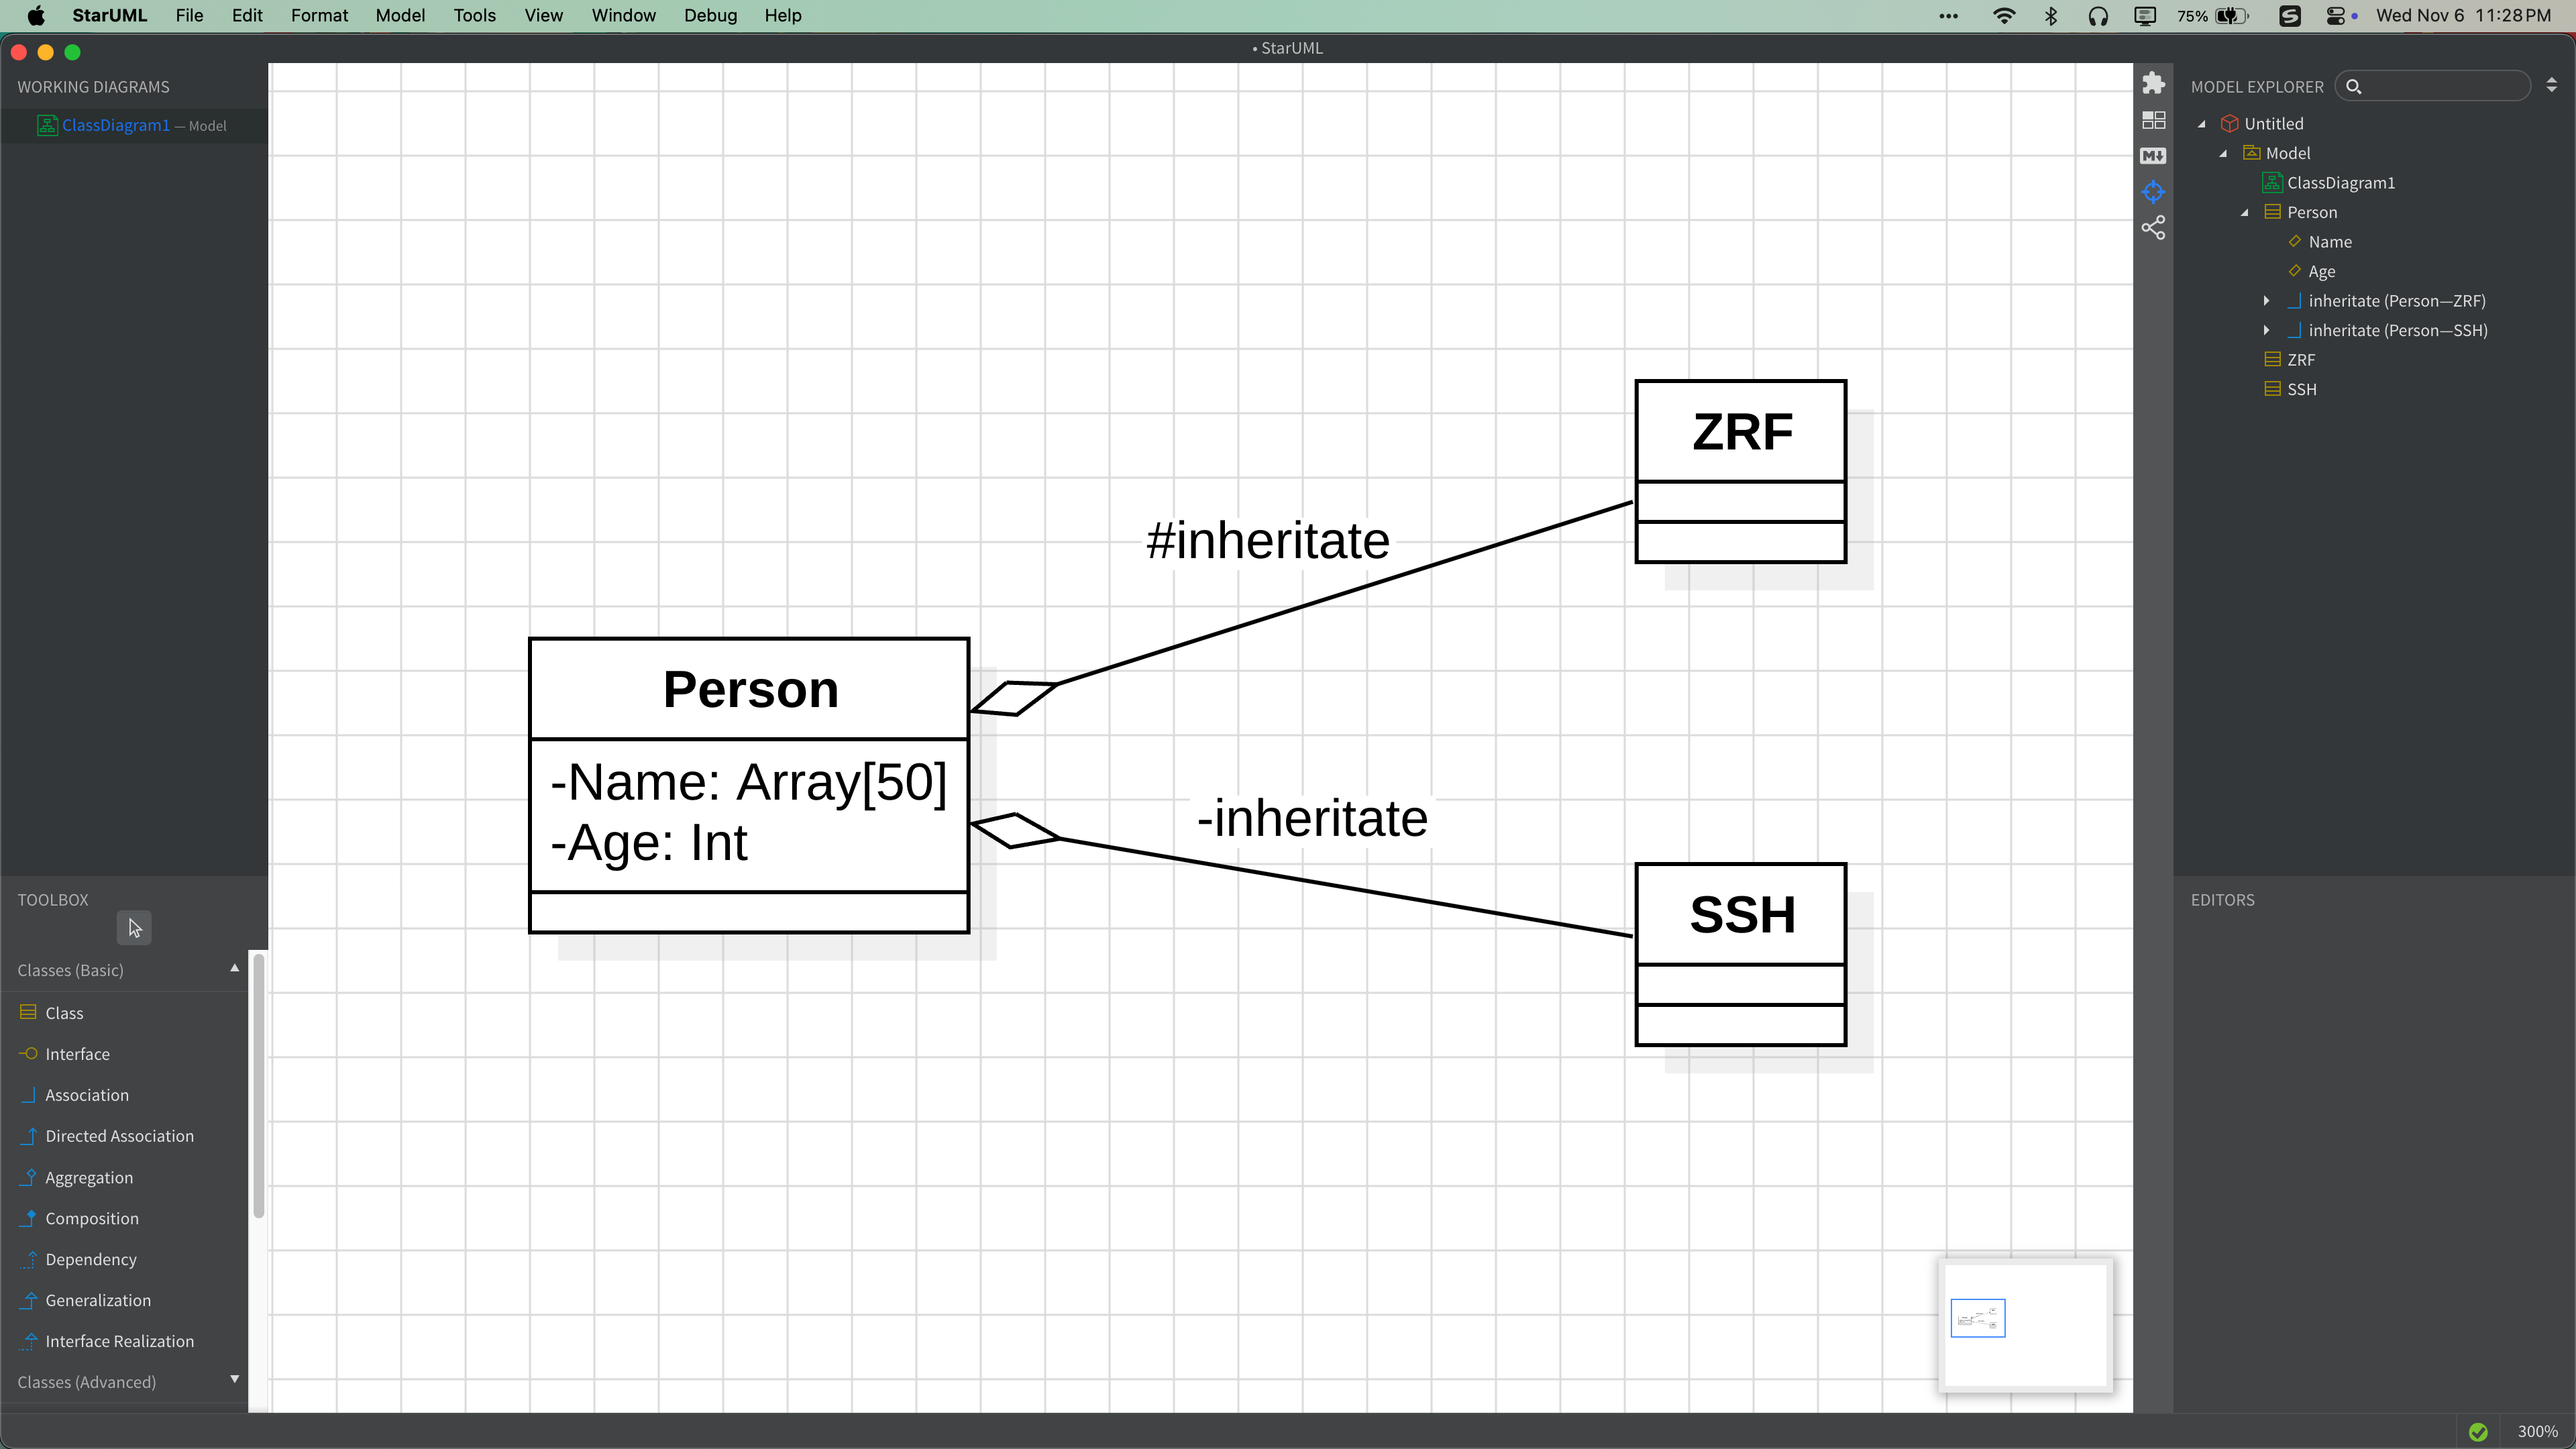 StarUML File Edit Format Model Tools View Window Debug Help 75% Wed Nov 6 11:28 PM
• StarUML
WORKING DIAGRAMS
ClassDiagram1 — Model
TOOLBOX
Classes (Basic)
Class
Interface
Association
Directed Association
Aggregation
Composition
Dependency
Generalization
Interface Realization
Classes (Advanced)
ZRF
#inheritate
Person
-Name: Array[50]
-Age: Int
-inheritate
SSH
M
MODEL EXPLORER
Untitled
Model
ClassDiagram1
Person
Name
Age
inheritate (Person—ZRF)
inheritate (Person—SSH)
ZRF
SSH
EDITORS
300%